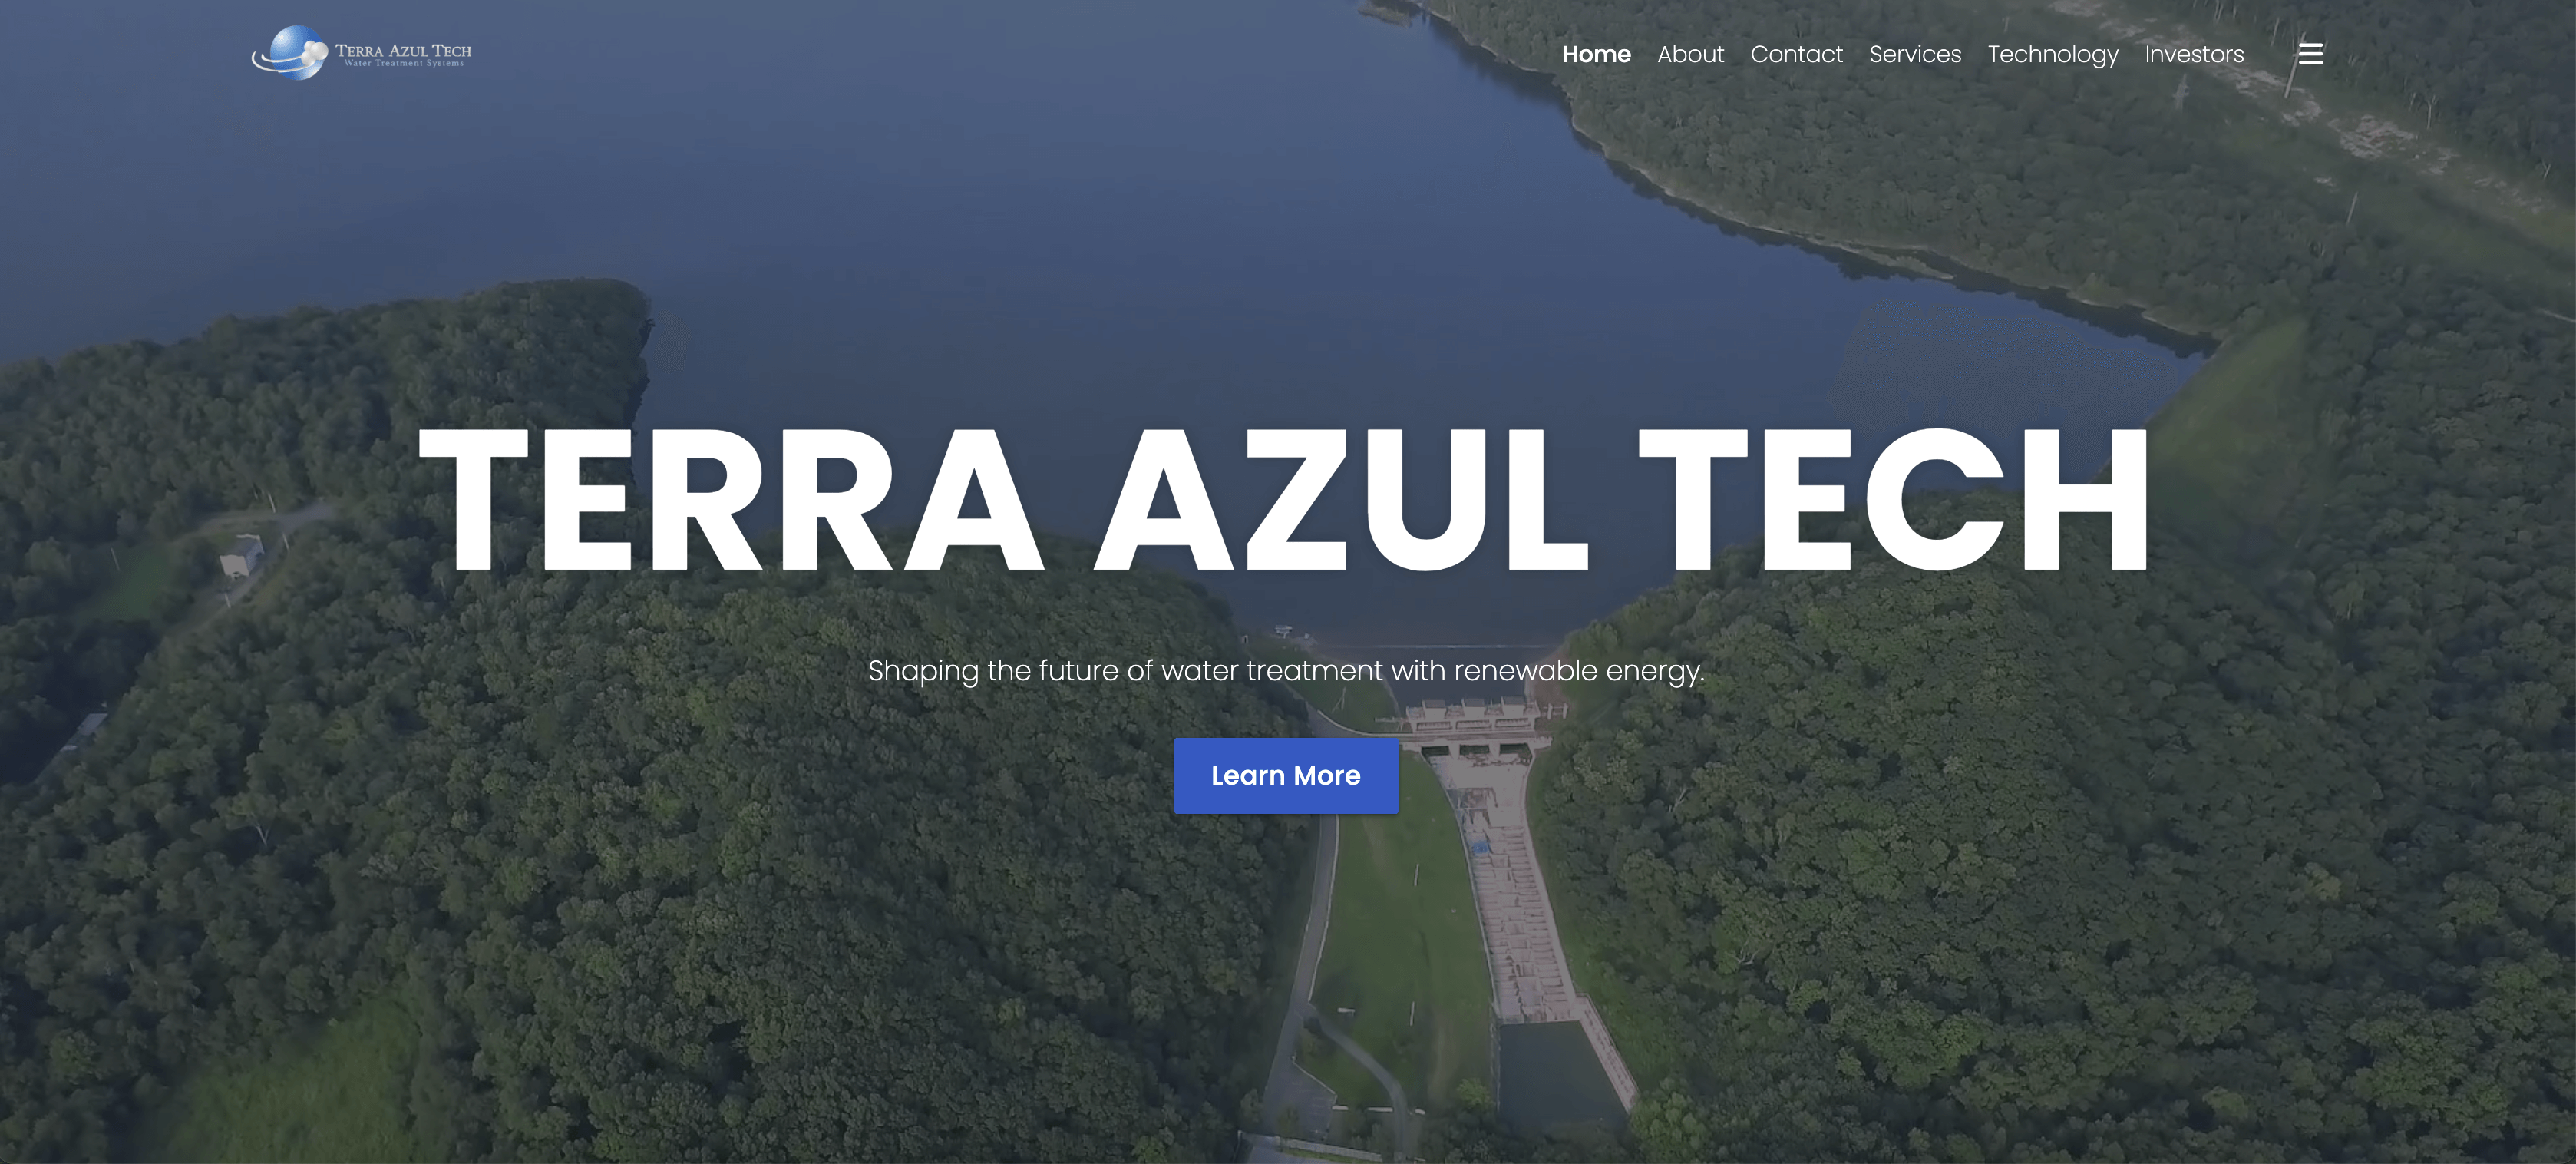 TERRA AZUL TECH
Water Treatment Systems
Home About Contact Services Technology Investors
TERRA AZUL TECH
Shaping the future of water treatment with renewable energy.
Learn More